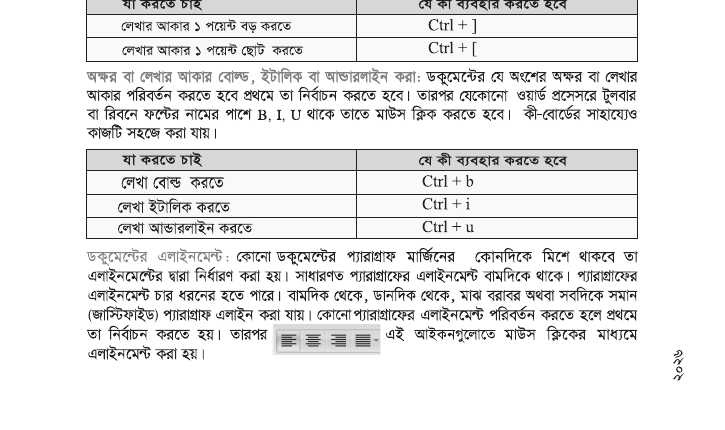 যা করতে চাই যে কী ব্যবহার করতে হবে
লেখার আকার ১ পয়েন্ট বড় করতে Ctrl + ]
লেখার আকার ১ পয়েন্ট ছোট করতে Ctrl + [
অক্ষর বা লেখার আকার বোল্ড, ইটালিক বা আন্ডারলাইন করা: ডকুমেন্টের যে অংশের অক্ষর বা লেখার
আকার পরিবর্তন করতে হবে প্রথমে তা নির্বাচন করতে হবে। তারপর যেকোনো ওয়ার্ড প্রসেসরে টুলবার
বা রিবনে ফন্টের নামের পাশে B, I, U থাকে তাতে মাউস ক্লিক করতে হবে। কী-বোর্ডের সাহায্যেও
কাজটি সহজে করা যায়।
যা করতে চাই যে কী ব্যবহার করতে হবে
লেখা বোল্ড করতে Ctrl + b
লেখা ইটালিক করতে Ctrl + i
লেখা আন্ডারলাইন করতে Ctrl + u
ডকুমেন্টের এলাইনমেন্ট: কোনো ডকুমেন্টের প্যারাগ্রাফ মার্জিনের কোনদিকে মিশে থাকবে তা
এলাইনমেন্টের দ্বারা নির্ধারণ করা হয়। সাধারণত প্যারাগ্রাফের এলাইনমেন্ট বামদিকে থাকে। প্যারাগ্রাফের
এলাইনমেন্ট চার ধরনের হতে পারে। বামদিক থেকে, ডানদিক থেকে, মাঝ বরাবর অথবা সবদিকে সমান
(জাস্টিফাইড) প্যারাগ্রাফ এলাইন করা যায়। কোনো প্যারাগ্রাফের এলাইনমেন্ট পরিবর্তন করতে হলে প্রথমে
তা নির্বাচন করতে হয়। তারপর এই আইকনগুলোতে মাউস ক্লিকের মাধ্যমে
এলাইনমেন্ট করা হয়।
২০২৬